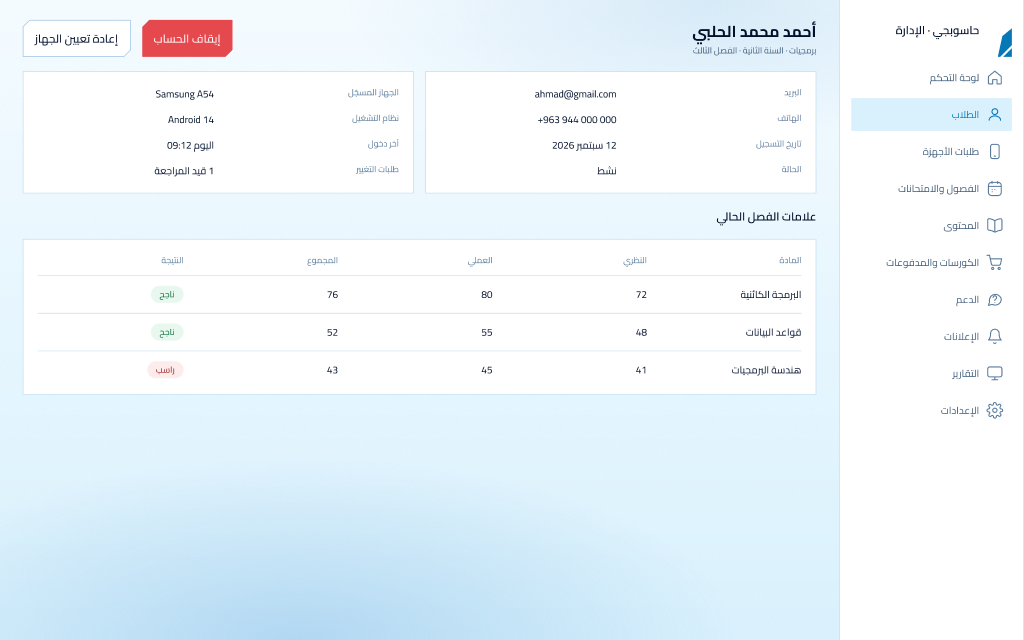 حاسوبجي · الإدارة
لوحة التحكم
الطلاب
طلبات الأجهزة
الفصول والامتحانات
المحتوى
الكورسات والمدفوعات
الدعم
الإعلانات
التقارير
الإعدادات
أحمد محمد الحلبي
برمجيات · السنة الثانية · الفصل الثالث
إيقاف الحساب
إعادة تعيين الجهاز
البريد ahmad@gmail.com
الهاتف +963 944 000 000
تاريخ التسجيل 12 سبتمبر 2026
الحالة نشط
الجهاز المسجّل Samsung A54
نظام التشغيل Android 14
آخر دخول اليوم 09:12
طلبات التغيير 1 قيد المراجعة
علامات الفصل الحالي
المادة النظري العملي المجموع النتيجة
البرمجة الكائنية 72 80 76 ناجح
قواعد البيانات 48 55 52 ناجح
هندسة البرمجيات 41 45 43 راسب